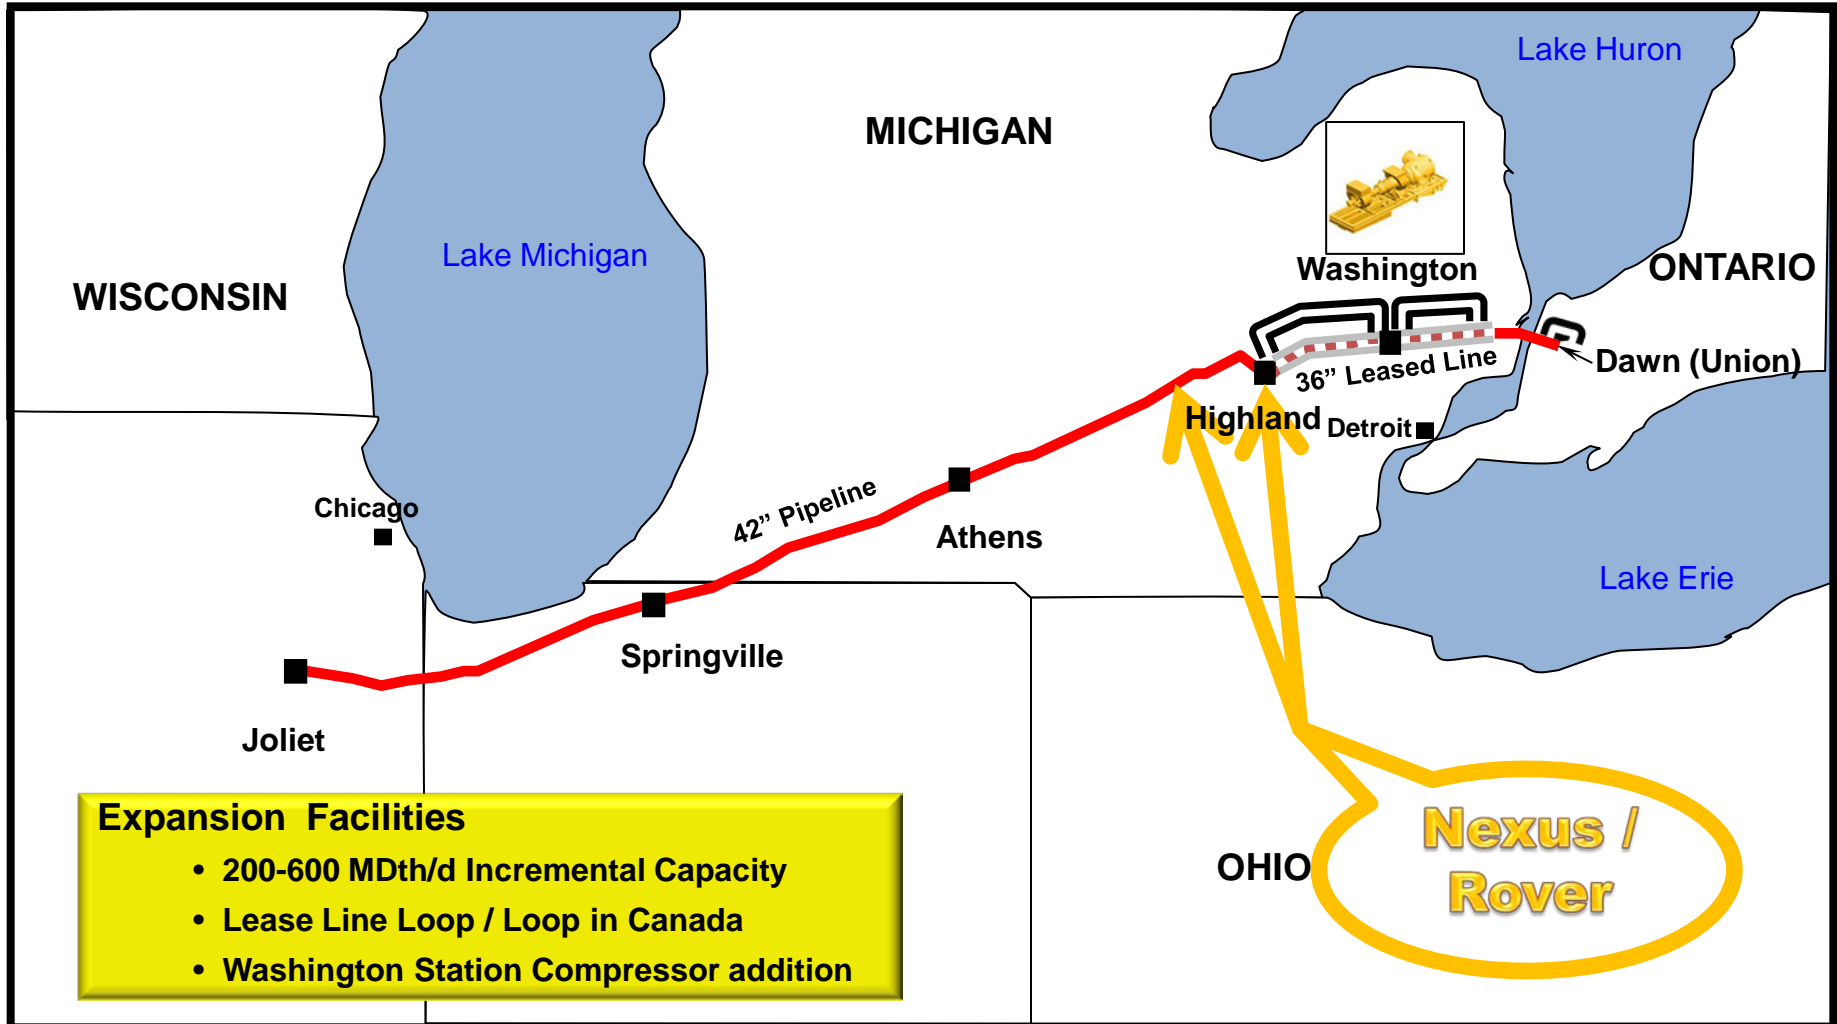 Lake Huron
MICHIGAN
Lake Michigan
WISCONSIN
Washington
ONTARIO
Dawn (Union)
36” Leased Line
Highland
Detroit
42” Pipeline
Chicago
Athens
Lake Erie
Springville
Joliet
Expansion Facilities
• 200-600 MDth/d Incremental Capacity
• Lease Line Loop / Loop in Canada
• Washington Station Compressor addition
OHIO
Nexus /
Rover